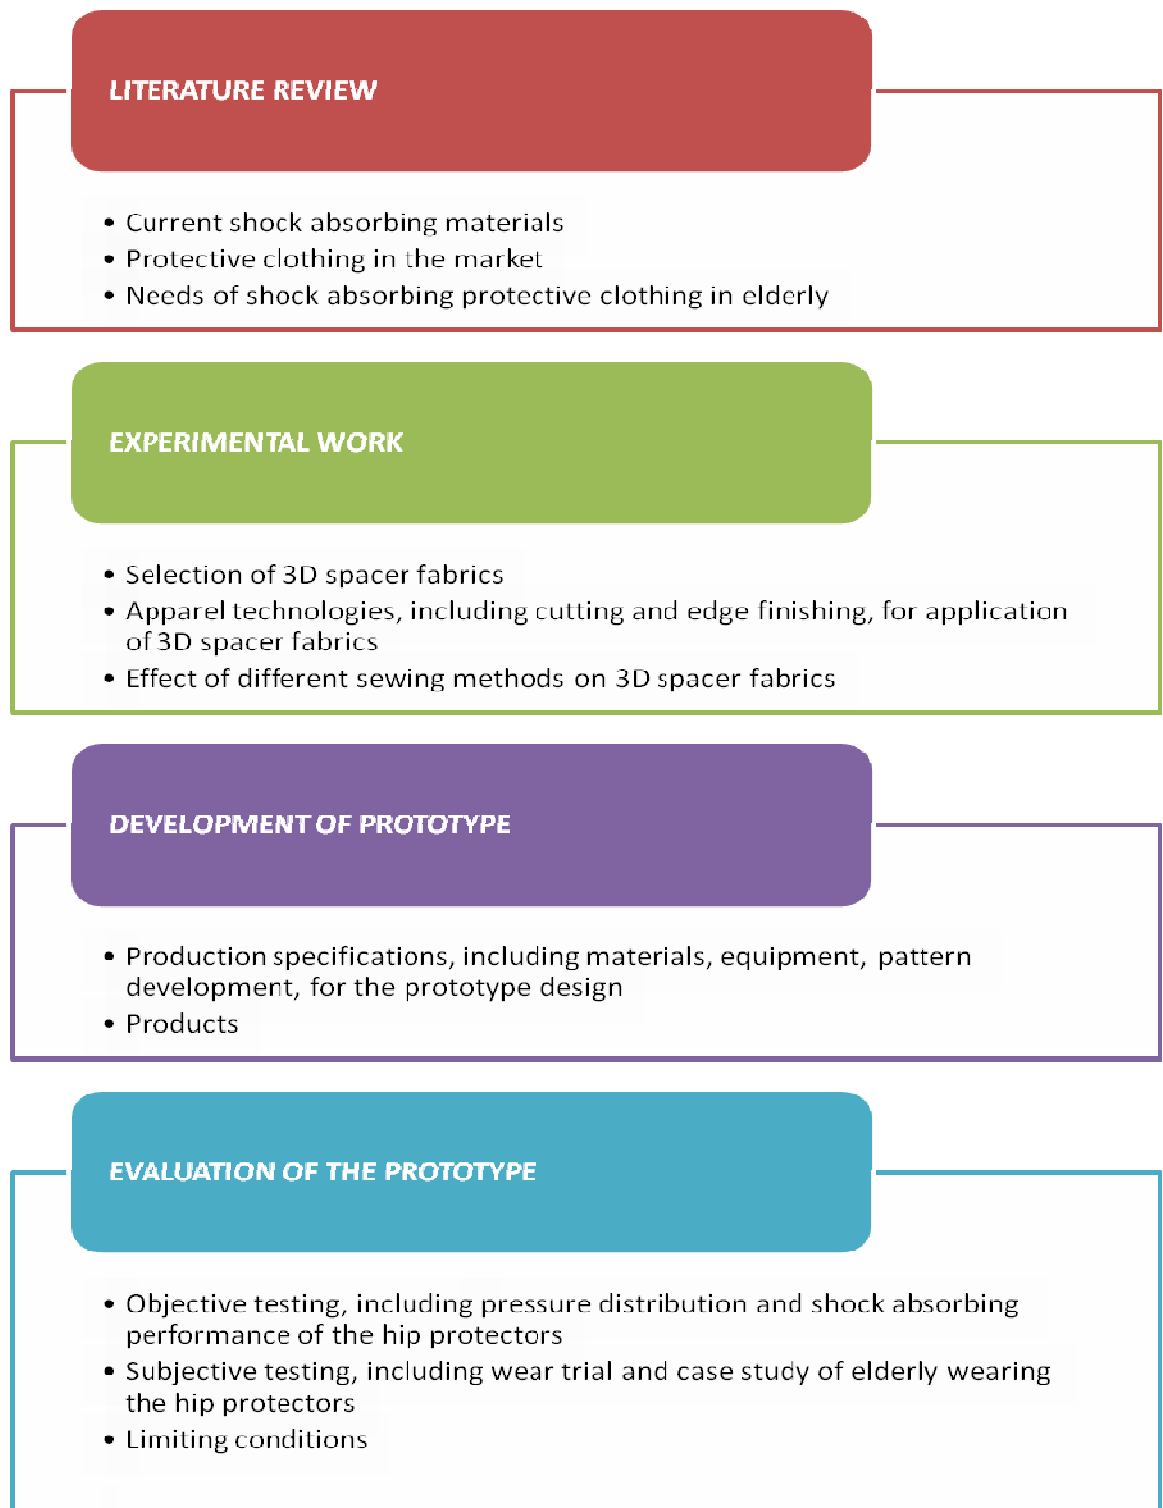 LITERATURE REVIEW
• Current shock absorbing materials
• Protective clothing in the market
• Needs of shock absorbing protective clothing in elderly
EXPERIMENTAL WORK
• Selection of 3D spacer fabrics
• Apparel technologies, including cutting and edge finishing, for application
of 3D spacer fabrics
• Effect of different sewing methods on 3D spacer fabrics
DEVELOPMENT OF PROTOTYPE
• Production specifications, including materials, equipment, pattern
development, for the prototype design
• Products
EVALUATION OF THE PROTOTYPE
• Objective testing, including pressure distribution and shock absorbing
performance of the hip protectors
• Subjective testing, including wear trial and case study of elderly wearing
the hip protectors
• Limiting conditions